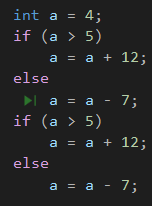 int a = 4;
if (a > 5)
    a = a + 12;
else
    a = a - 7;
if (a > 5)
    a = a + 12;
else
    a = a - 7;